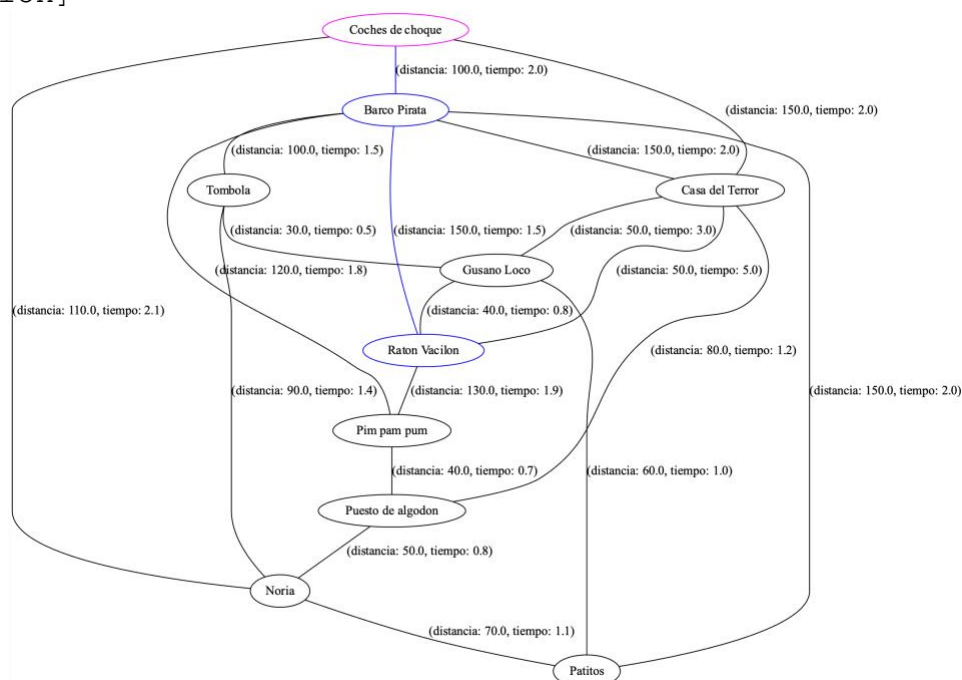 Coches de choque
(distancia: 100.0, tiempo: 2.0)
Barco Pirata
(distancia: 150.0, tiempo: 2.0)
(distancia: 100.0, tiempo: 1.5)
(distancia: 150.0, tiempo: 2.0)
Tombola
Casa del Terror
(distancia: 30.0, tiempo: 0.5)
(distancia: 150.0, tiempo: 1.5)
(distancia: 50.0, tiempo: 3.0)
(distancia: 120.0, tiempo: 1.8)
Gusano Loco
(distancia: 50.0, tiempo: 5.0)
(distancia: 110.0, tiempo: 2.1)
(distancia: 40.0, tiempo: 0.8)
Raton Vacilon
(distancia: 80.0, tiempo: 1.2)
(distancia: 90.0, tiempo: 1.4)
(distancia: 130.0, tiempo: 1.9)
(distancia: 150.0, tiempo: 2.0)
Pim pam pum
(distancia: 40.0, tiempo: 0.7)
(distancia: 60.0, tiempo: 1.0)
Puesto de algodon
(distancia: 50.0, tiempo: 0.8)
Noria
(distancia: 70.0, tiempo: 1.1)
Patitos